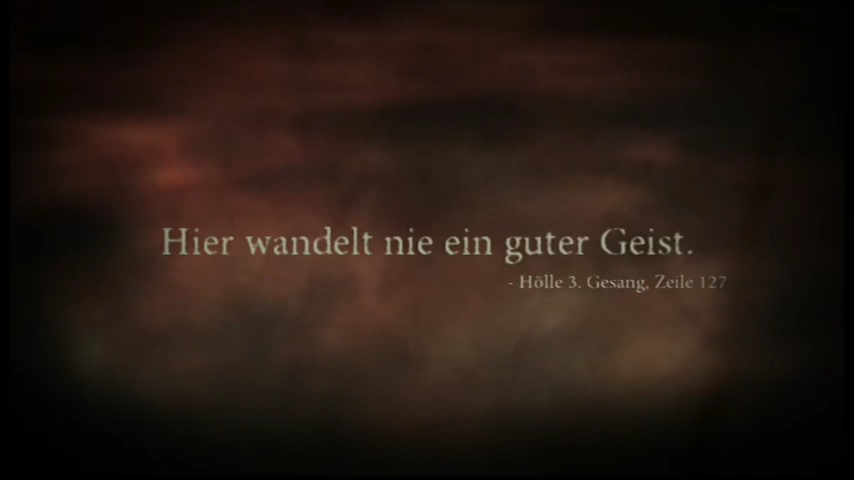 Hier wandelt nie ein guter Geist.
- Hölle 3. Gesang, Zeile 127